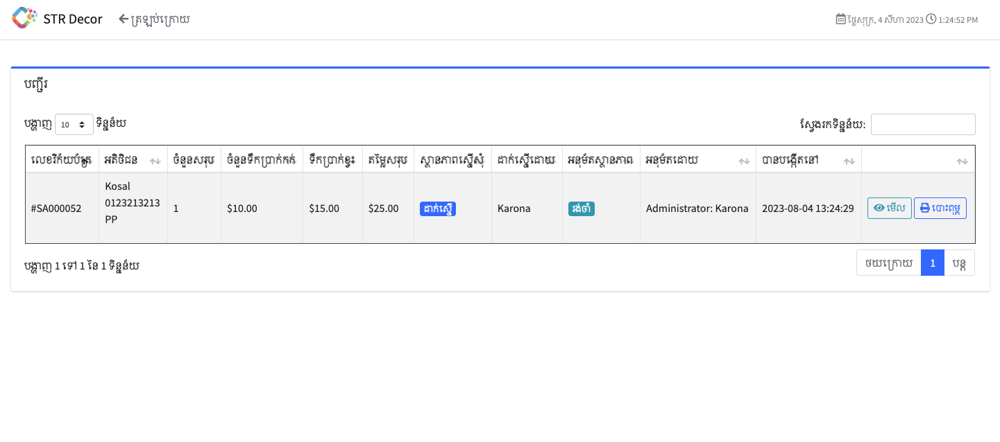 STR Decor ត្រឡប់ក្រោយ ថ្ងៃសុក្រ, 4 សីហា 2023 1:24:52 PM
បញ្ជីរ
បង្ហាញ 10 ទិន្នន័យ ស្វែងរកទិន្នន័យ:
លេខវិក័យប័ត្រ អតិថិជន ចំនួនសរុប ចំនួនទឹកប្រាក់កក់ ទឹកប្រាក់ខ្វះ តម្លៃសរុប ស្ថានភាពស្នើសុំ ដាក់ស្នើដោយ អនុម័តស្ថានភាព អនុម័តដោយ បានបង្កើតនៅ
#SA000052 Kosal 0123213213 PP 1 $10.00 $15.00 $25.00 ដាក់ស្នើ Karona រង់ចាំ Administrator: Karona 2023-08-04 13:24:29 មើល បោះពុម្ភ
បង្ហាញ 1 ទៅ 1 នៃ 1 ទិន្នន័យ ថយក្រោយ 1 បន្ត